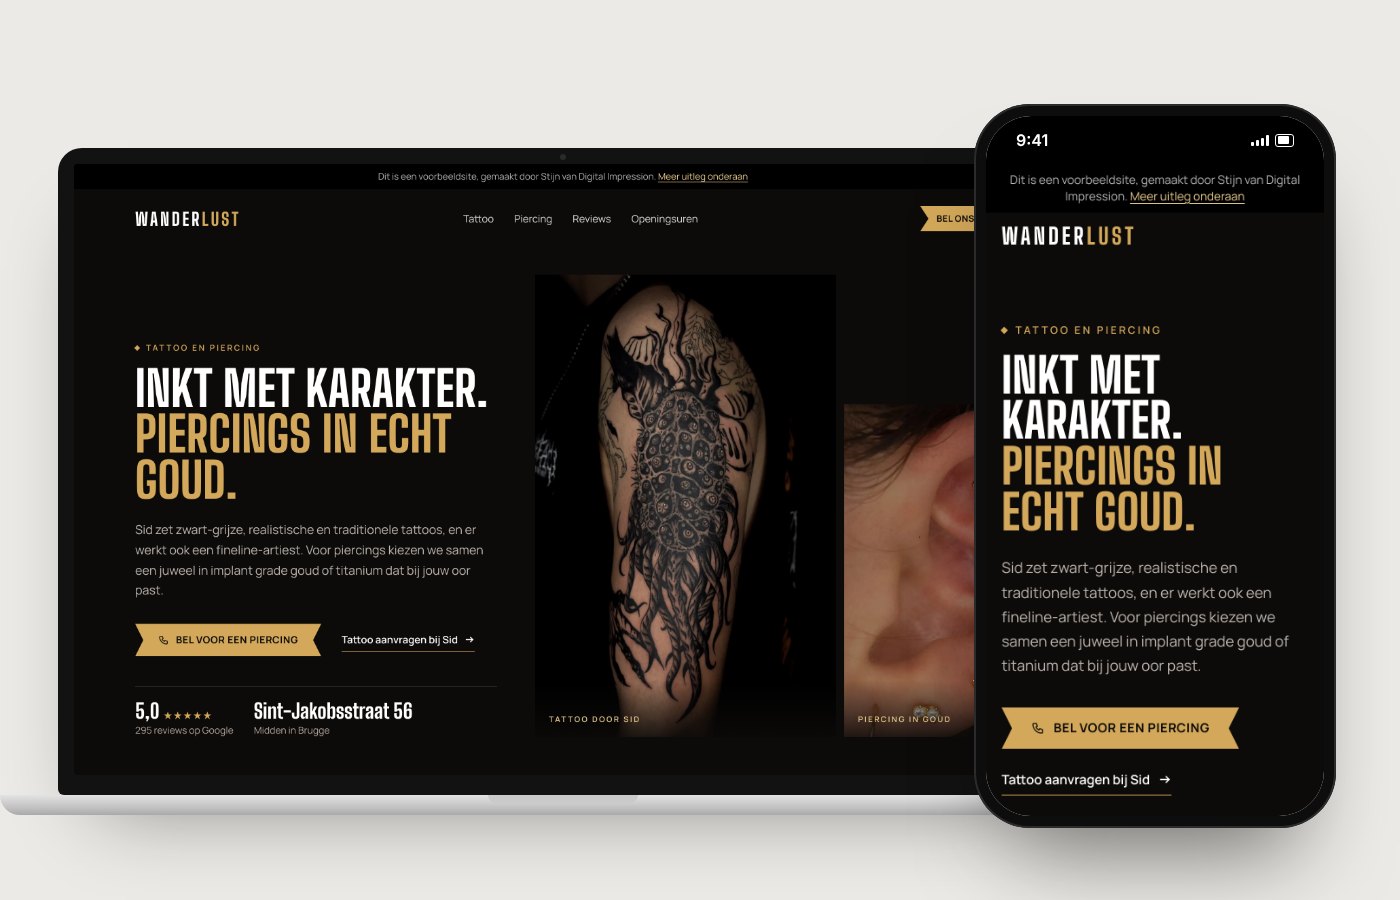 Dit is een voorbeeldsite, gemaakt door Stijn van Digital Impression. Meer uitleg onderaan
WANDERLUST
Tattoo
Piercing
Reviews
Openingsuren
BEL ONS
TATTOO EN PIERCING
INKT MET KARAKTER.
PIERCINGS IN ECHT
GOUD.
Sid zet zwart-grijze, realistische en traditionele tattoos, en er
werkt ook een fineline-artiest. Voor piercings kiezen we samen
een juweel in implant grade goud of titanium dat bij jouw oor
past.
BEL VOOR EEN PIERCING
Tattoo aanvragen bij Sid →
5,0 ★★★★★
295 reviews op Google
Sint-Jakobsstraat 56
Midden in Brugge
TATTOO DOOR SID
PIERCING IN GOUD
9:41
Dit is een voorbeeldsite, gemaakt door Stijn van Digital
Impression. Meer uitleg onderaan
WANDERLUST
TATTOO EN PIERCING
INKT MET
KARAKTER.
PIERCINGS IN
ECHT GOUD.
Sid zet zwart-grijze, realistische en
traditionele tattoos, en er werkt ook een
fineline-artiest. Voor piercings kiezen we
samen een juweel in implant grade goud of
titanium dat bij jouw oor past.
BEL VOOR EEN PIERCING
Tattoo aanvragen bij Sid →